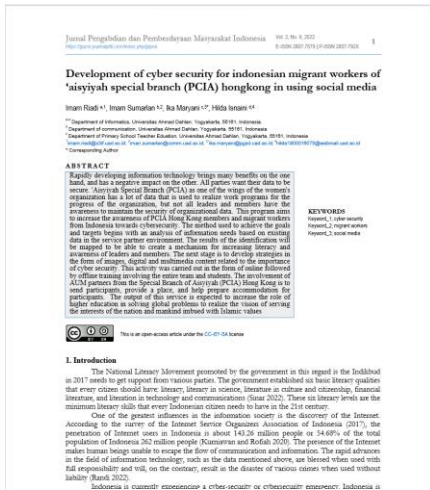 Jurnal Pengabdian dan Pemberdayaan Masyarakat Indonesia
Vol. 2, No. 9, 2022
1
Development of cyber security for indonesian migrant workers of
'aisyiyah special branch (PCIA) hongkong in using social media
Imam Riadi, Imam Sumarlan, Ika Maryani, Hilda Isnaini
Department of Informatics, Universitas Ahmad Dahlan, Yogyakarta, 55161, Indonesia
Department of communication, Universitas Ahmad Dahlan, Yogyakarta, 55161, Indonesia
Department of Primary School Teacher Education, Universitas Ahmad Dahlan, Yogyakarta, 55161, Indonesia
* Corresponding Author
ABSTRACT
Rapidly developing information technology brings many benefits on the one
hand, and has a negative impact on the other. All parties want their data to be
secure. 'Aisyiyah Special Branch (PCIA) as one of the wings of the women's
organization has a lot of data that is used to realize work programs for the
progress of the organization, but not all leaders and members have the
awareness to maintain the security of organizational data. This program aims
to increase the awareness of PCIA Hong Kong members and migrant workers
from Indonesia towards cybersecurity. The method used to achieve the goals
and targets begins with an analysis of information needs based on existing
data in the service partner environment. The results of the identification will
be mapped to be able to create a mechanism for increasing literacy and
awareness of leaders and members. The next stage is to develop strategies in
the form of images, digital and multimedia content related to the importance
of cyber security. This activity was carried out in the form of online followed
by offline training involving the entire team and students. The involvement of
AUM partners from the Special Branch of Aisyiyah (PCIA) Hong Kong is to
send participants, provide a place, and help prepare accommodation for
participants. The output of this service is expected to increase the role of
higher education in solving global problems to realize the vision of serving
the interests of the nation and mankind imbued with Islamic values
KEYWORDS
Keyword_1; cyber security
Keyword_2; migrant workers
Keyword_3; social media
This is an open-access article under the CC–BY-SA license
1. Introduction
The National Literacy Movement promoted by the government in this regard is the Indikbud
in 2017 needs to get support from various parties. The government established six basic literacy qualities
that every citizen should have: literacy, literacy in science, literature in culture and citizenship, financial
literature, and literation in technology and communications (Sinar 2022). These six literacy levels are the
minimum literacy skills that every Indonesian citizen needs to have in the 21st century.
One of the greatest influences in the information society is the discovery of the Internet.
According to the survey of the Internet Service Organizers Association of Indonesia (2017), the
penetration of Internet users in Indonesia is about 143.26 million people or 54.68% of the total
population of Indonesia 262 million people (Kurniawan and Rofiah 2020). The presence of the Internet
makes human beings unable to escape the flow of communication and information. The rapid advances
in the field of information technology, such as the data mentioned above, are blessed when used with
full responsibility and will, on the contrary, result in the disaster of various crimes when used without
liability (Randi 2022).
Indonesia is currently experiencing a cyber-security or cybersecurity emergency. Indonesia is